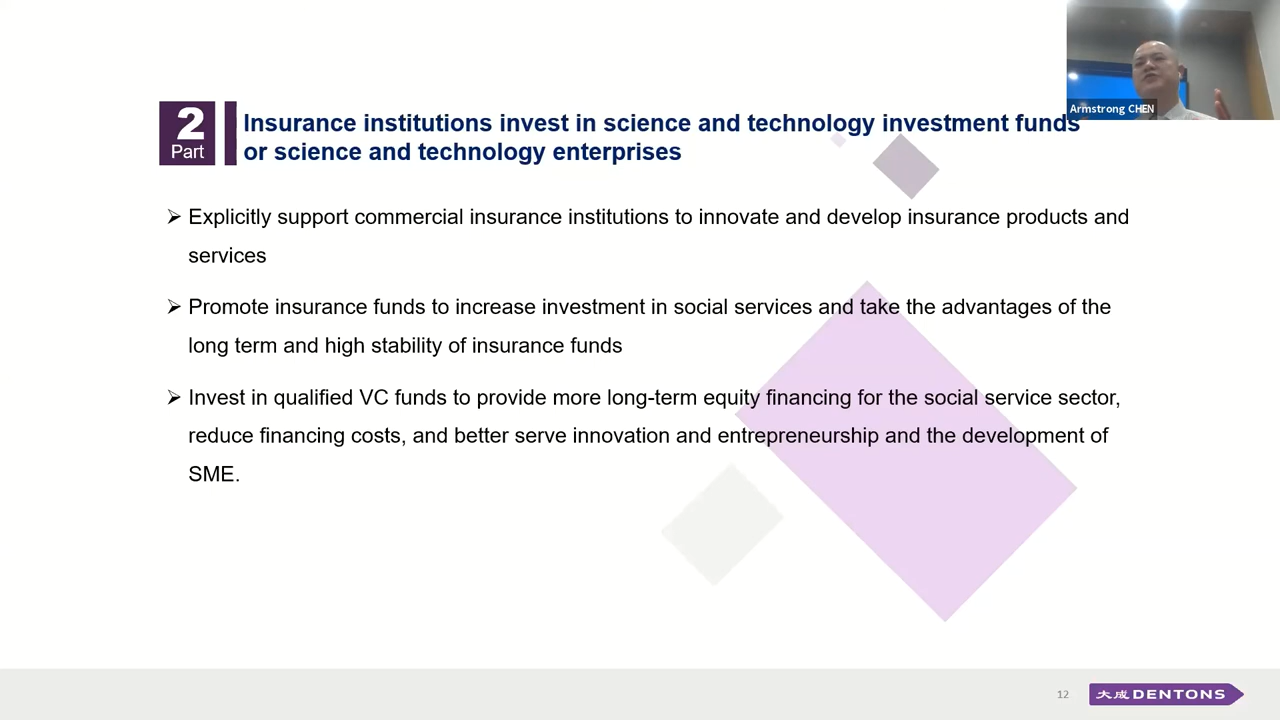 Armstrong CHEN
2
Part
Insurance institutions invest in science and technology investment funds
or science and technology enterprises
➢ Explicitly support commercial insurance institutions to innovate and develop insurance products and
services
➢ Promote insurance funds to increase investment in social services and take the advantages of the
long term and high stability of insurance funds
➢ Invest in qualified VC funds to provide more long-term equity financing for the social service sector,
reduce financing costs, and better serve innovation and entrepreneurship and the development of
SME.
12
大成 DENTONS